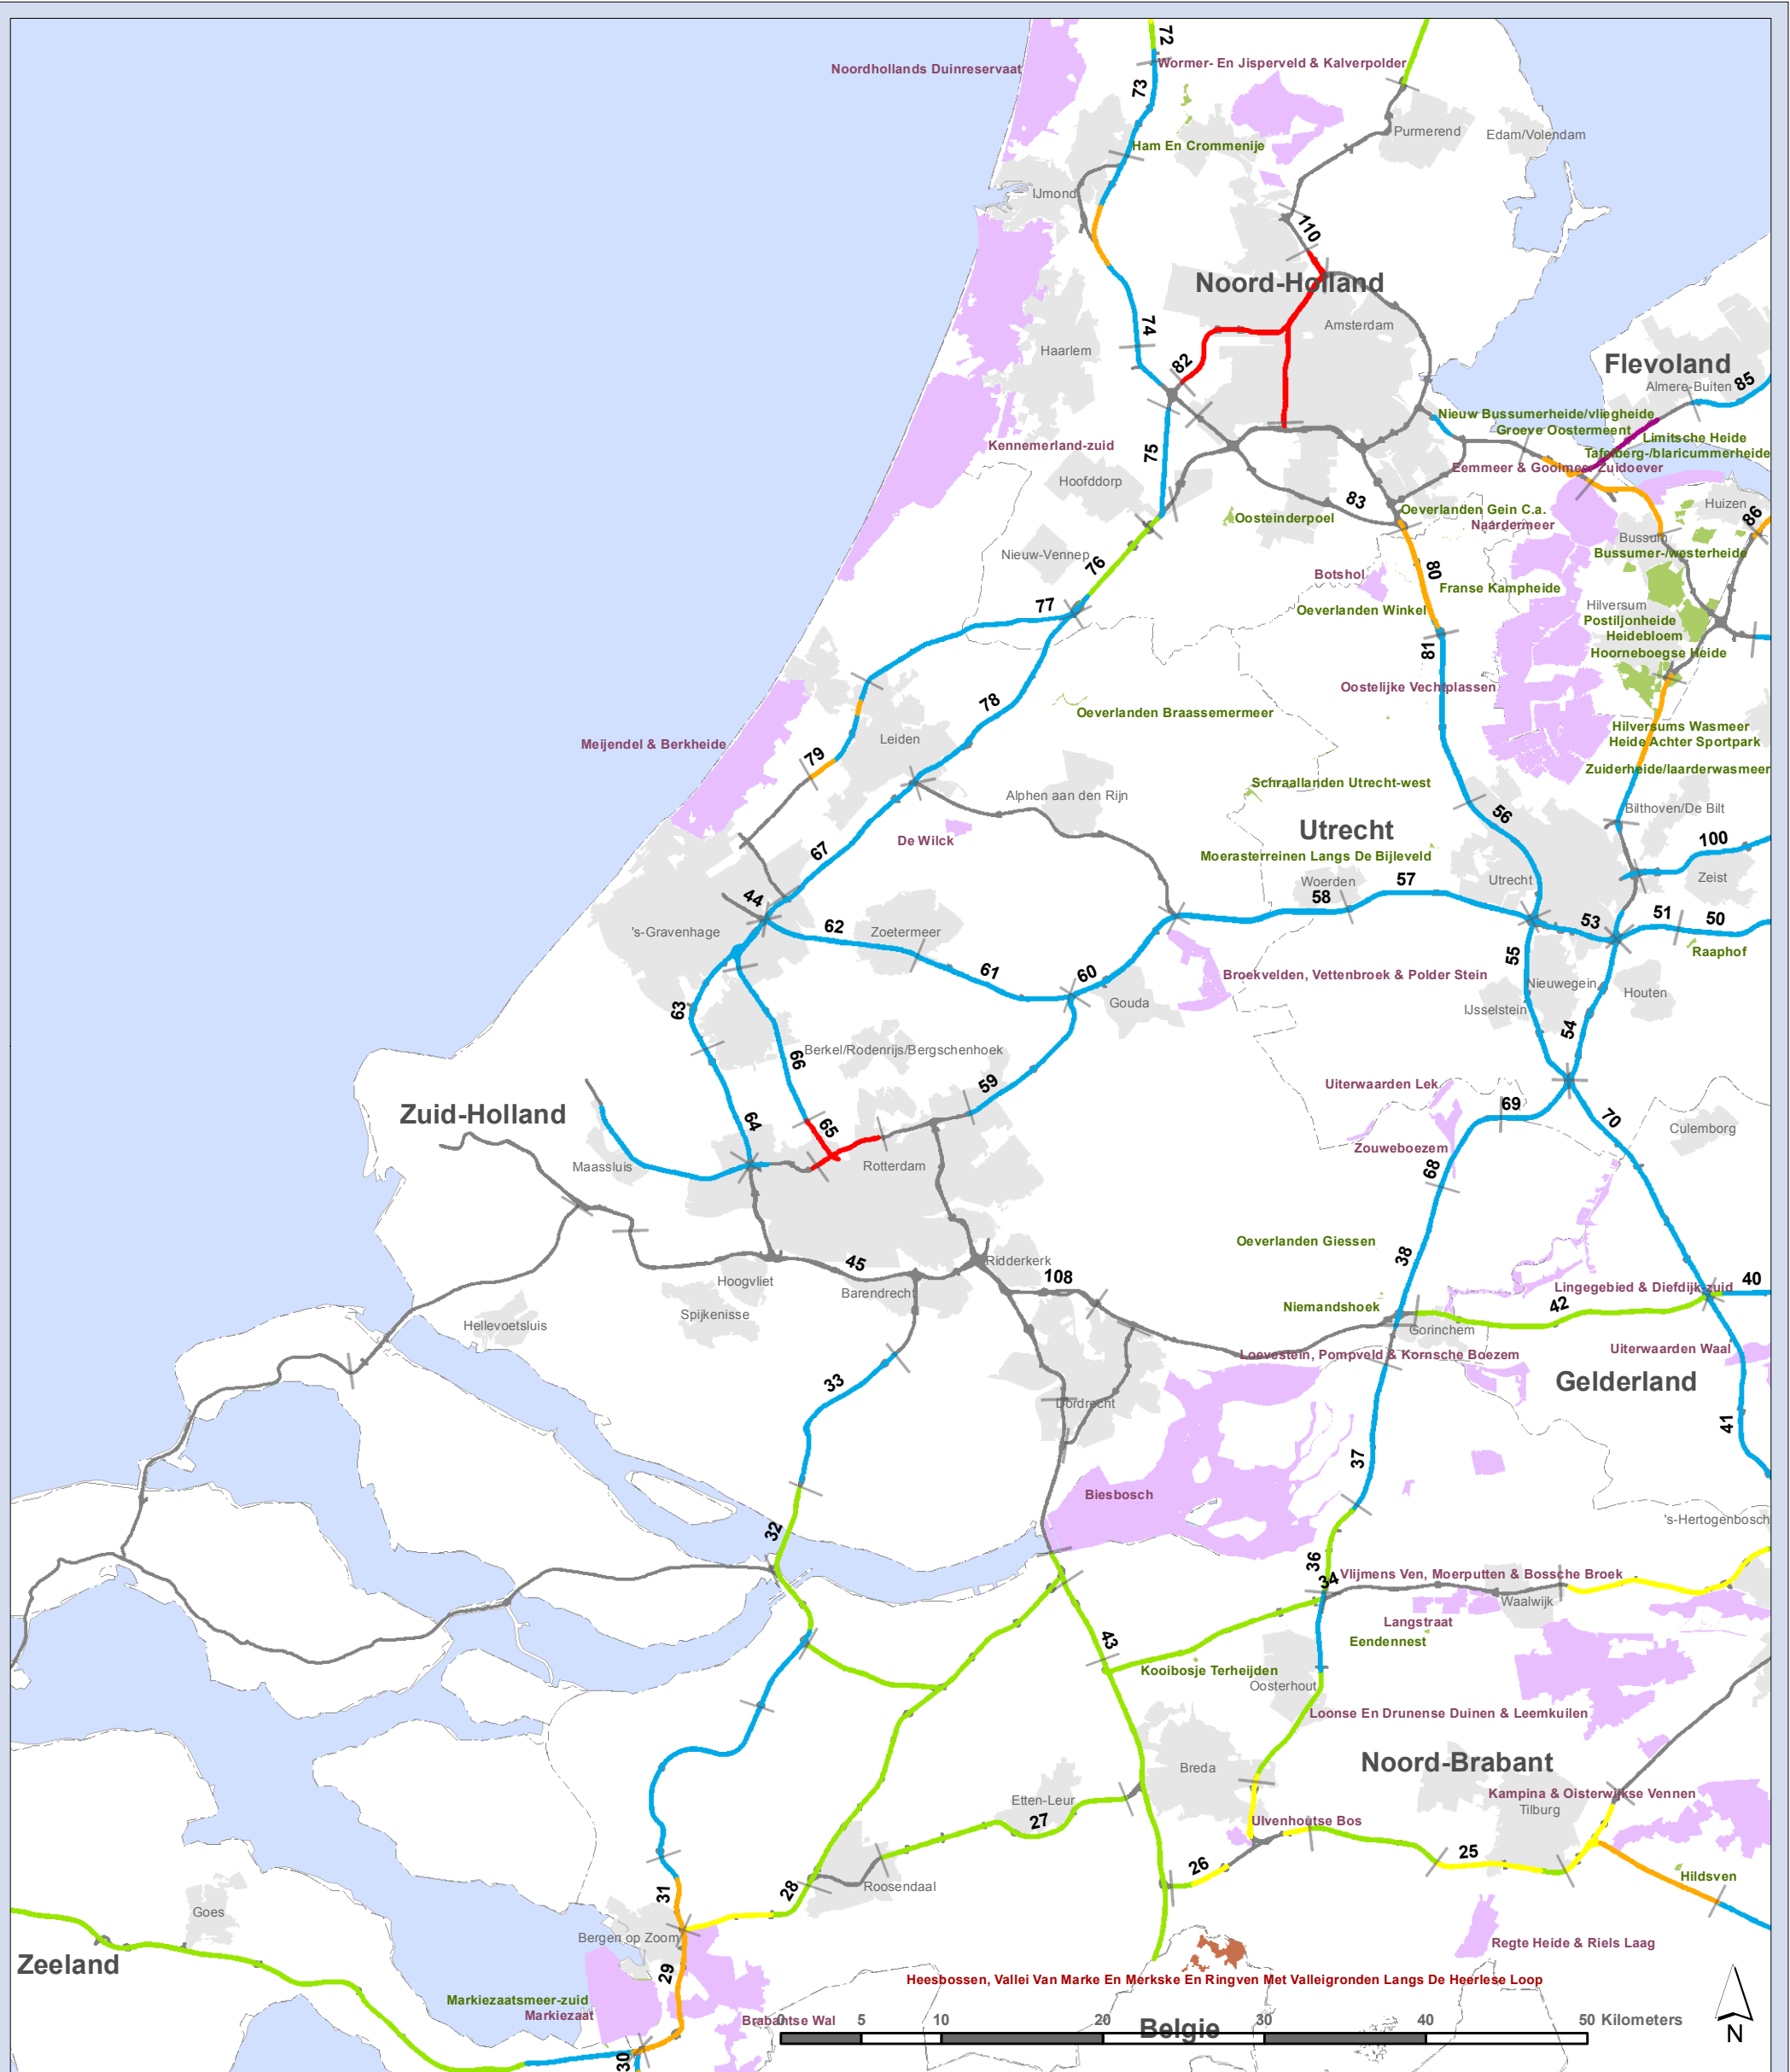 72
Noordhollands Duinreservaat
Wormer- En Jisperveld & Kalverpolder
73
Purmerend
Edam/Volendam
Ham En Crommenije
IJmond
110
Noord-Holland
74
Amsterdam
Haarlem
82
Flevoland
Almere-Buiten
85
Nieuw Bussumerheide/vliegheide
Groeve Oostermeent
Limitsche Heide
Kennemerland-zuid
75
Tafelberg-/blaricummerheide
Eemmeer & Gooimeer Zuidoever
Hoofddorp
83
Huizen
Oeverlanden Gein C.a.
Oosteinderpoel
Naardermeer
86
Bussum
Nieuw-Vennep
76
Bussumer-/westerheide
Botshol
80
Franse Kampheide
77
Oeverlanden Winkel
Hilversum
Postiljonheide
Heidebloem
81
Hoorneboegse Heide
Oostelijke Vechtplassen
78
Oeverlanden Braassemermeer
Hilversums Wasmeer
Meijendel & Berkheide
Leiden
Heide Achter Sportpark
79
Zuiderheide/laarderwasmeer
Schraallanden Utrecht-west
Alphen aan den Rijn
Bilthoven/De Bilt
56
Utrecht
De Wilck
67
100
Moerasterreinen Langs De Bijleveld
Woerden
57
Utrecht
Zeist
44
58
62
Zoetermeer
's-Gravenhage
53
51
50
Raaphof
55
61
60
Broekvelden, Vettenbroek & Polder Stein
Nieuwegein
Houten
Gouda
IJsselstein
63
54
Berkel/Rodenrijs/Bergschenhoek
66
59
Uiterwaarden Lek
69
Zuid-Holland
64
65
70
Culemborg
Zouweboezem
Maassluis
Rotterdam
68
Oeverlanden Giessen
38
Ridderkerk
45
108
Hoogvliet
Barendrecht
40
Lingegebied & Diefdijk-zuid
Niemandshoek
42
Spijkenisse
Hellevoetsluis
Gorinchem
Uiterwaarden Waal
Loevestein, Pompveld & Kornsche Boezem
33
Gelderland
Dordrecht
41
37
Biesbosch
's-Hertogenbosch
32
36
34
Vlijmens Ven, Moerputten & Bossche Broek
Waalwijk
Langstraat
43
Eendennest
Kooibosje Terheijden
Oosterhout
Loonse En Drunense Duinen & Leemkuilen
Noord-Brabant
Breda
Kampina & Oisterwijkse Vennen
Etten-Leur
Tilburg
27
Ulvenhoutse Bos
25
26
Hildsven
28
Roosendaal
31
Goes
Bergen op Zoom
Regte Heide & Riels Laag
Zeeland
29
Heesbossen, Vallei Van Marke En Merkske En Ringven Met Valleigronden Langs De Heerlese Loop
Markiezaatsmeer-zuid
Markiezaat
Brabantse Wal
0 5 10 20 30 40 50 Kilometers
Belgie
N
30